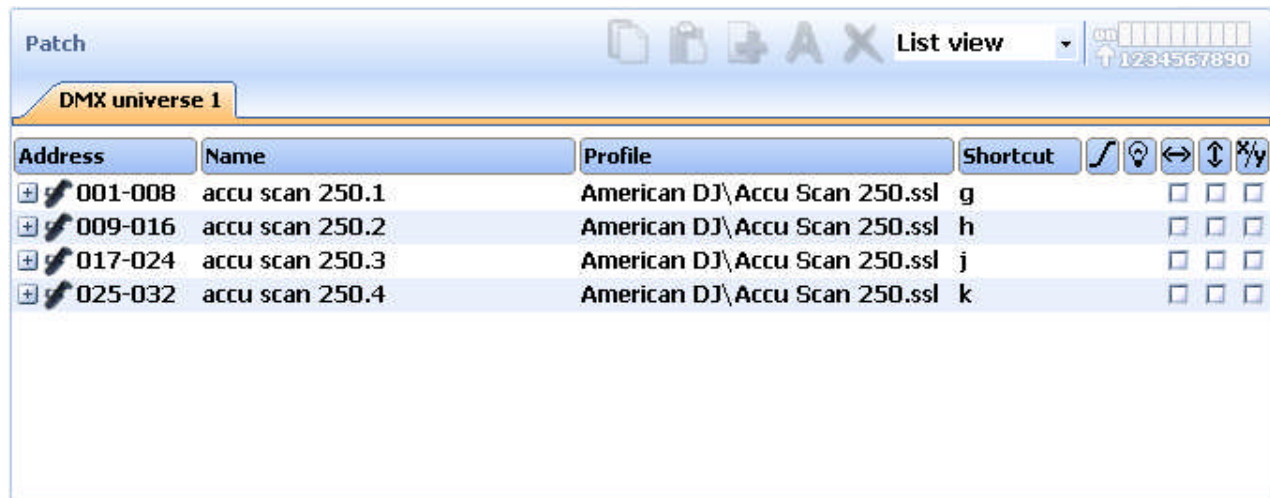 Patch List view on 1234567890
DMX universe 1
Address Name Profile Shortcut x/y
001-008 accu scan 250.1 American DJ\Accu Scan 250.ssl g
009-016 accu scan 250.2 American DJ\Accu Scan 250.ssl h
017-024 accu scan 250.3 American DJ\Accu Scan 250.ssl j
025-032 accu scan 250.4 American DJ\Accu Scan 250.ssl k